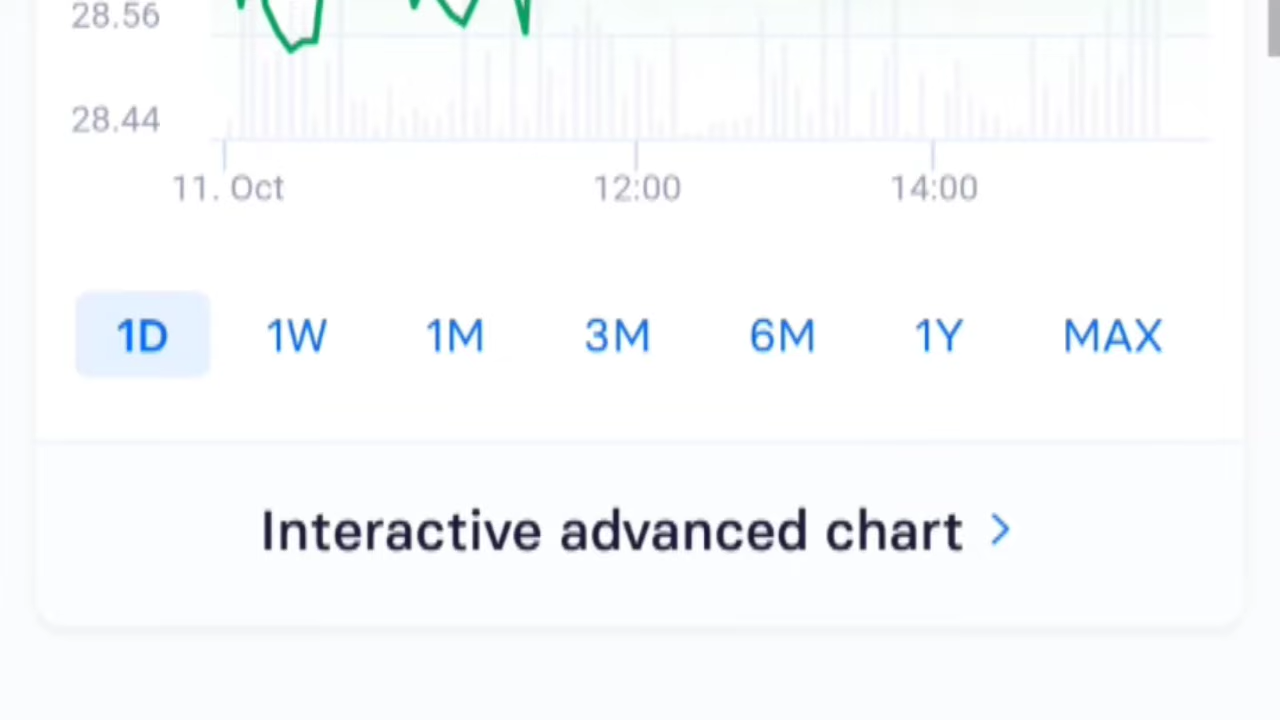 28.56
28.44
11. Oct 12:00 14:00
1D 1W 1M 3M 6M 1Y MAX
Interactive advanced chart